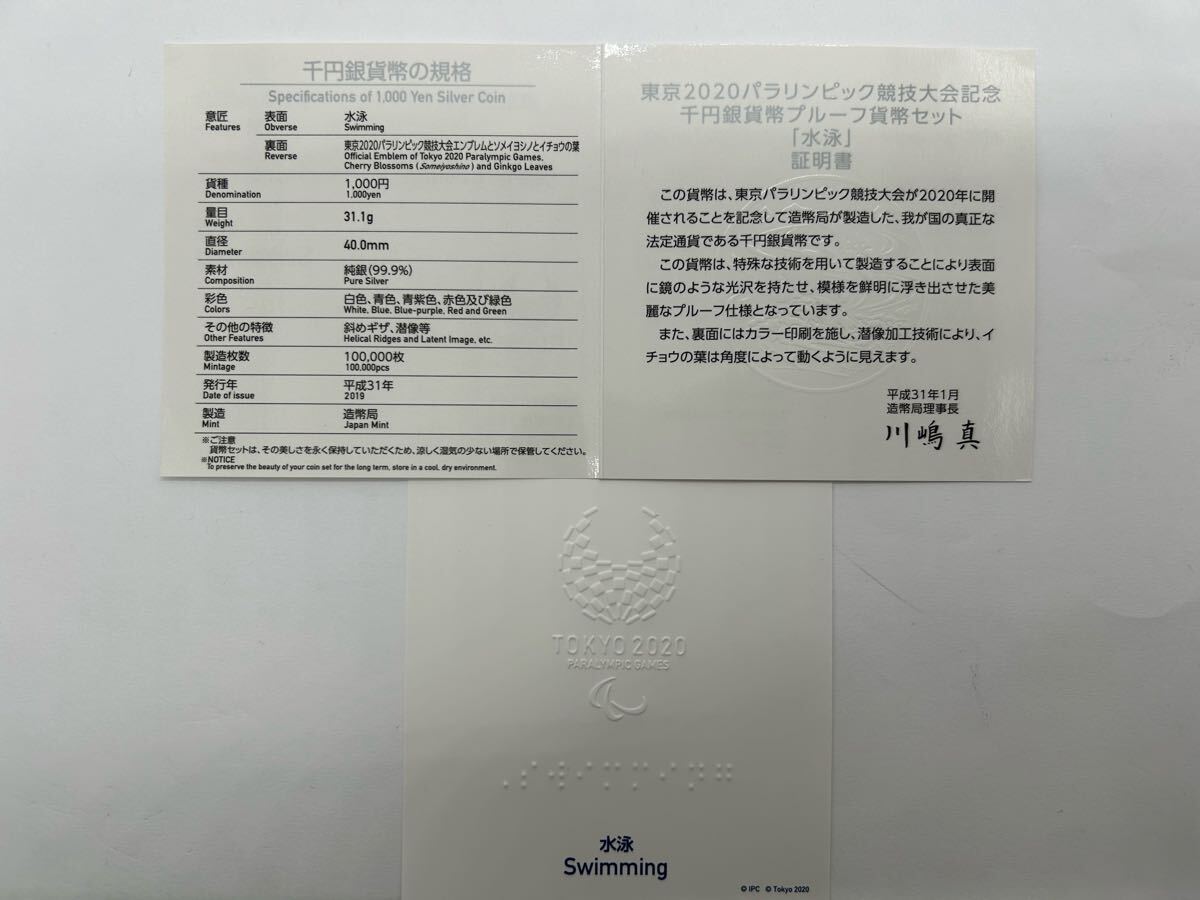 千円銀貨幣の規格
Specifications of 1,000 Yen Silver Coin
意匠 表面 水泳
Features Obverse Swimming
裏面 東京2020パラリンピック競技大会エンブレムとソメイヨシノとイチョウの葉
Reverse Official Emblem of Tokyo 2020 Paralympic Games,
Cherry Blossoms (Someiyoshino) and Ginkgo Leaves
貨種 1,000円
Denomination 1,000yen
量目 31.1g
Weight
直径 40.0mm
Diameter
素材 純銀(99.9%)
Composition Pure Silver
彩色 白色、青色、青紫色、赤色及び緑色
Colors White, Blue, Blue-purple, Red and Green
その他の特徴 斜めギザ、潜像等
Other Features Helical Ridges and Latent Image, etc.
製造枚数 100,000枚
Mintage 100,000pcs
発行年 平成31年
Date of issue 2019
製造 造幣局
Mint Japan Mint
※ご注意
貨幣セットは、その美しさを永く保持していただくため、涼しく湿気の少ない場所で保管してください。
※NOTICE
To preserve the beauty of your coin set for the long term, store in a cool, dry environment.
東京2020パラリンピック競技大会記念
千円銀貨幣プルーフ貨幣セット
「水泳」
証明書
この貨幣は、東京パラリンピック競技大会が2020年に開
催されることを記念して造幣局が製造した、我が国の真正な
法定通貨である千円銀貨幣です。
この貨幣は、特殊な技術を用いて製造することにより表面
に鏡のような光沢を持たせ、模様を鮮明に浮き出させた美
麗なプルーフ仕様となっています。
また、裏面にはカラー印刷を施し、潜像加工技術により、イ
チョウの葉は角度によって動くように見えます。
平成31年1月
造幣局理事長
川嶋 真
TOKYO 2020
PARALYMPIC GAMES
水泳
Swimming
© IPC © Tokyo 2020